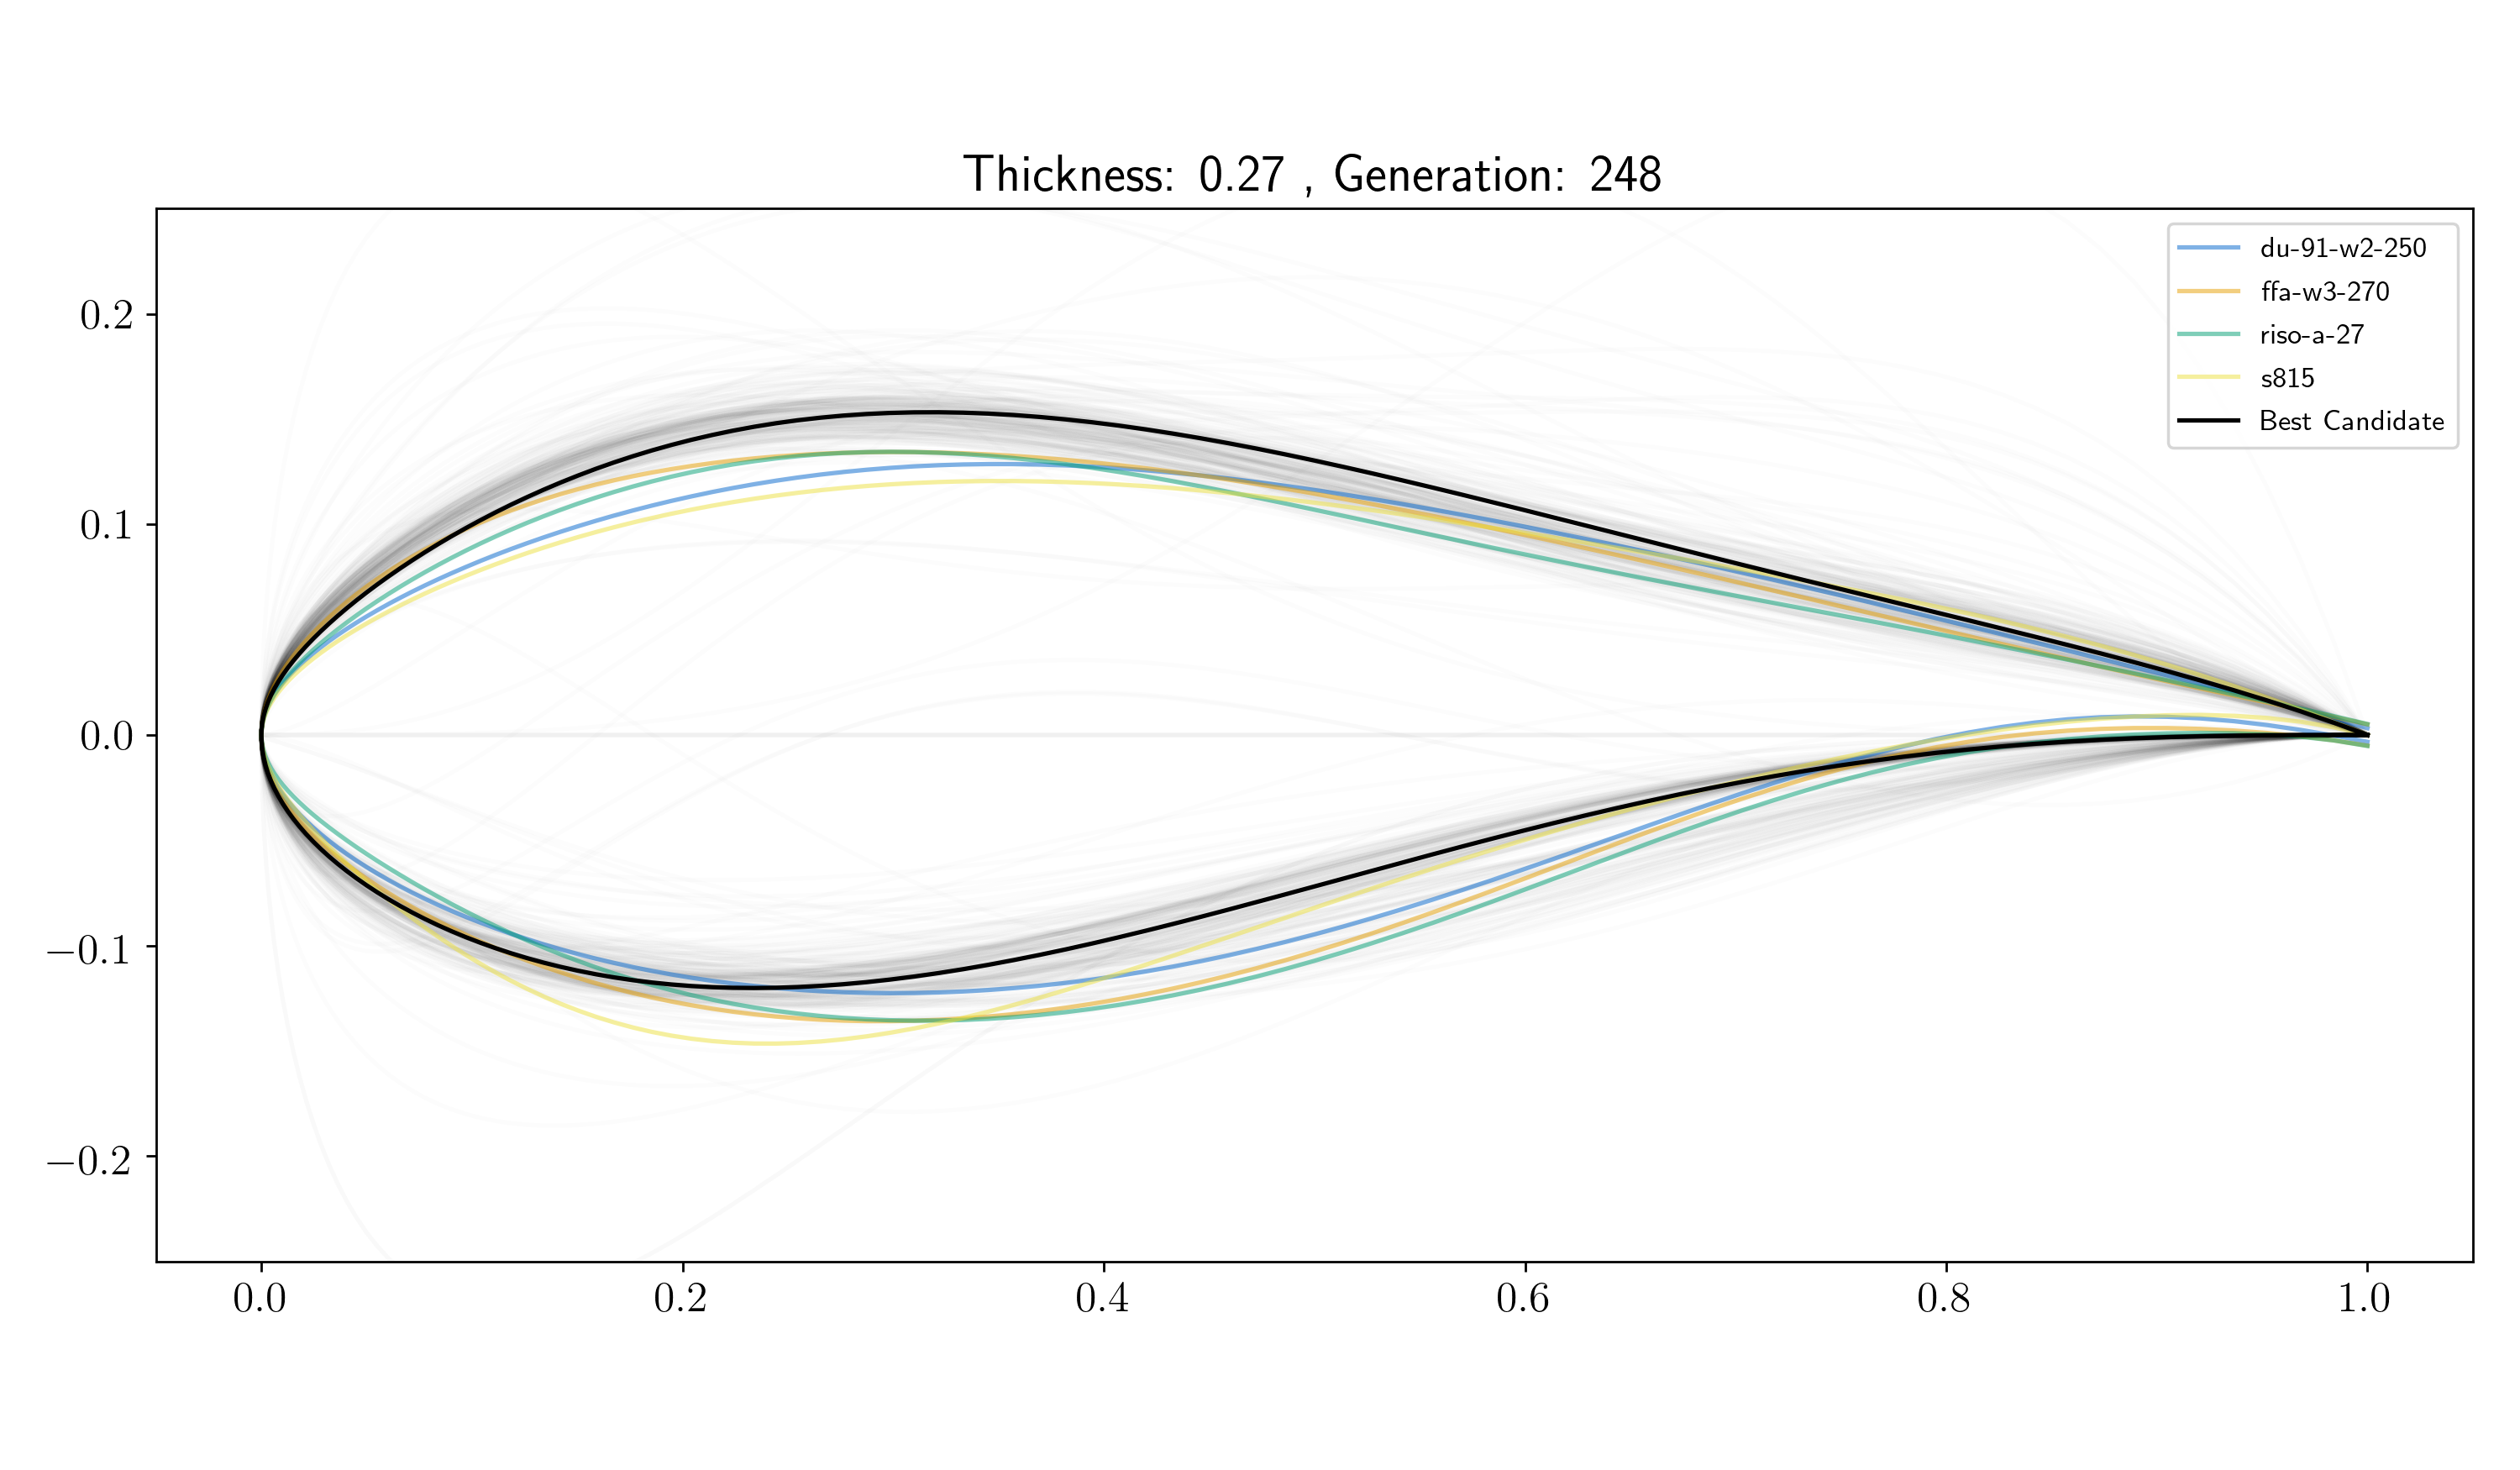 Thickness: 0.27 , Generation: 248
du-91-w2-250
ffa-w3-270
riso-a-27
s815
Best Candidate
0.2
0.1
0.0
−0.1
−0.2
0.0 0.2 0.4 0.6 0.8 1.0